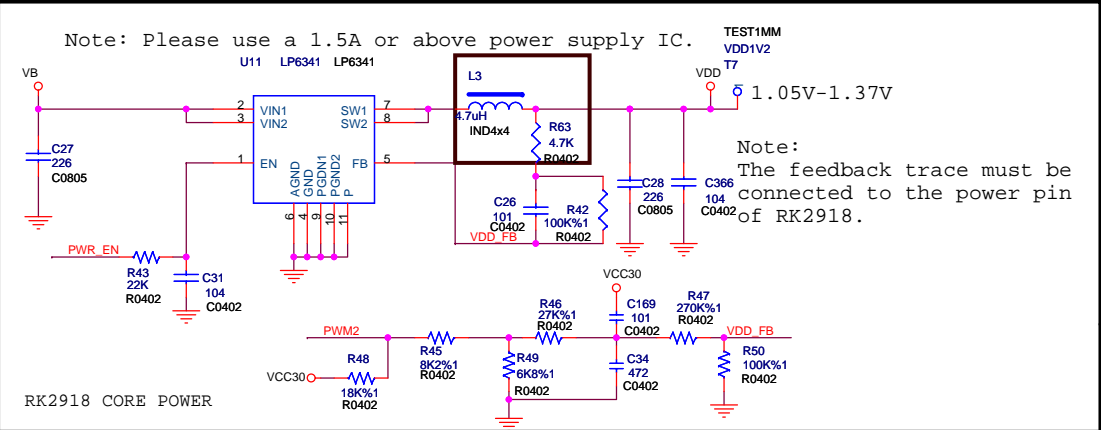 Note: Please use a 1.5A or above power supply IC.
TEST1MM
VDD1V2
T7
VB
U11 LP6341 LP6341
L3
VDD
1.05V-1.37V
2 VIN1
3 VIN2
SW1 7
SW2 8
4.7uH
IND4x4
R63
4.7K
R0402
C27
226
C0805
1 EN
FB 5
AGND
GND
PGDN1
PGND2
P
6
4
9
10
11
Note:
The feedback trace must be
connected to the power pin
of RK2918.
C26
101
C0402
R42
100K%1
R0402
C28
226
C0805
C366
104
C0402
VDD_FB
PWR_EN
R43
22K
R0402
C31
104
C0402
VCC30
C169
101
C0402
R46
27K%1
R0402
R47
270K%1
R0402
PWM2
VDD_FB
R45
8K2%1
R0402
R49
6K8%1
R0402
C34
472
C0402
R50
100K%1
R0402
R48
VCC30
18K%1
R0402
RK2918 CORE POWER